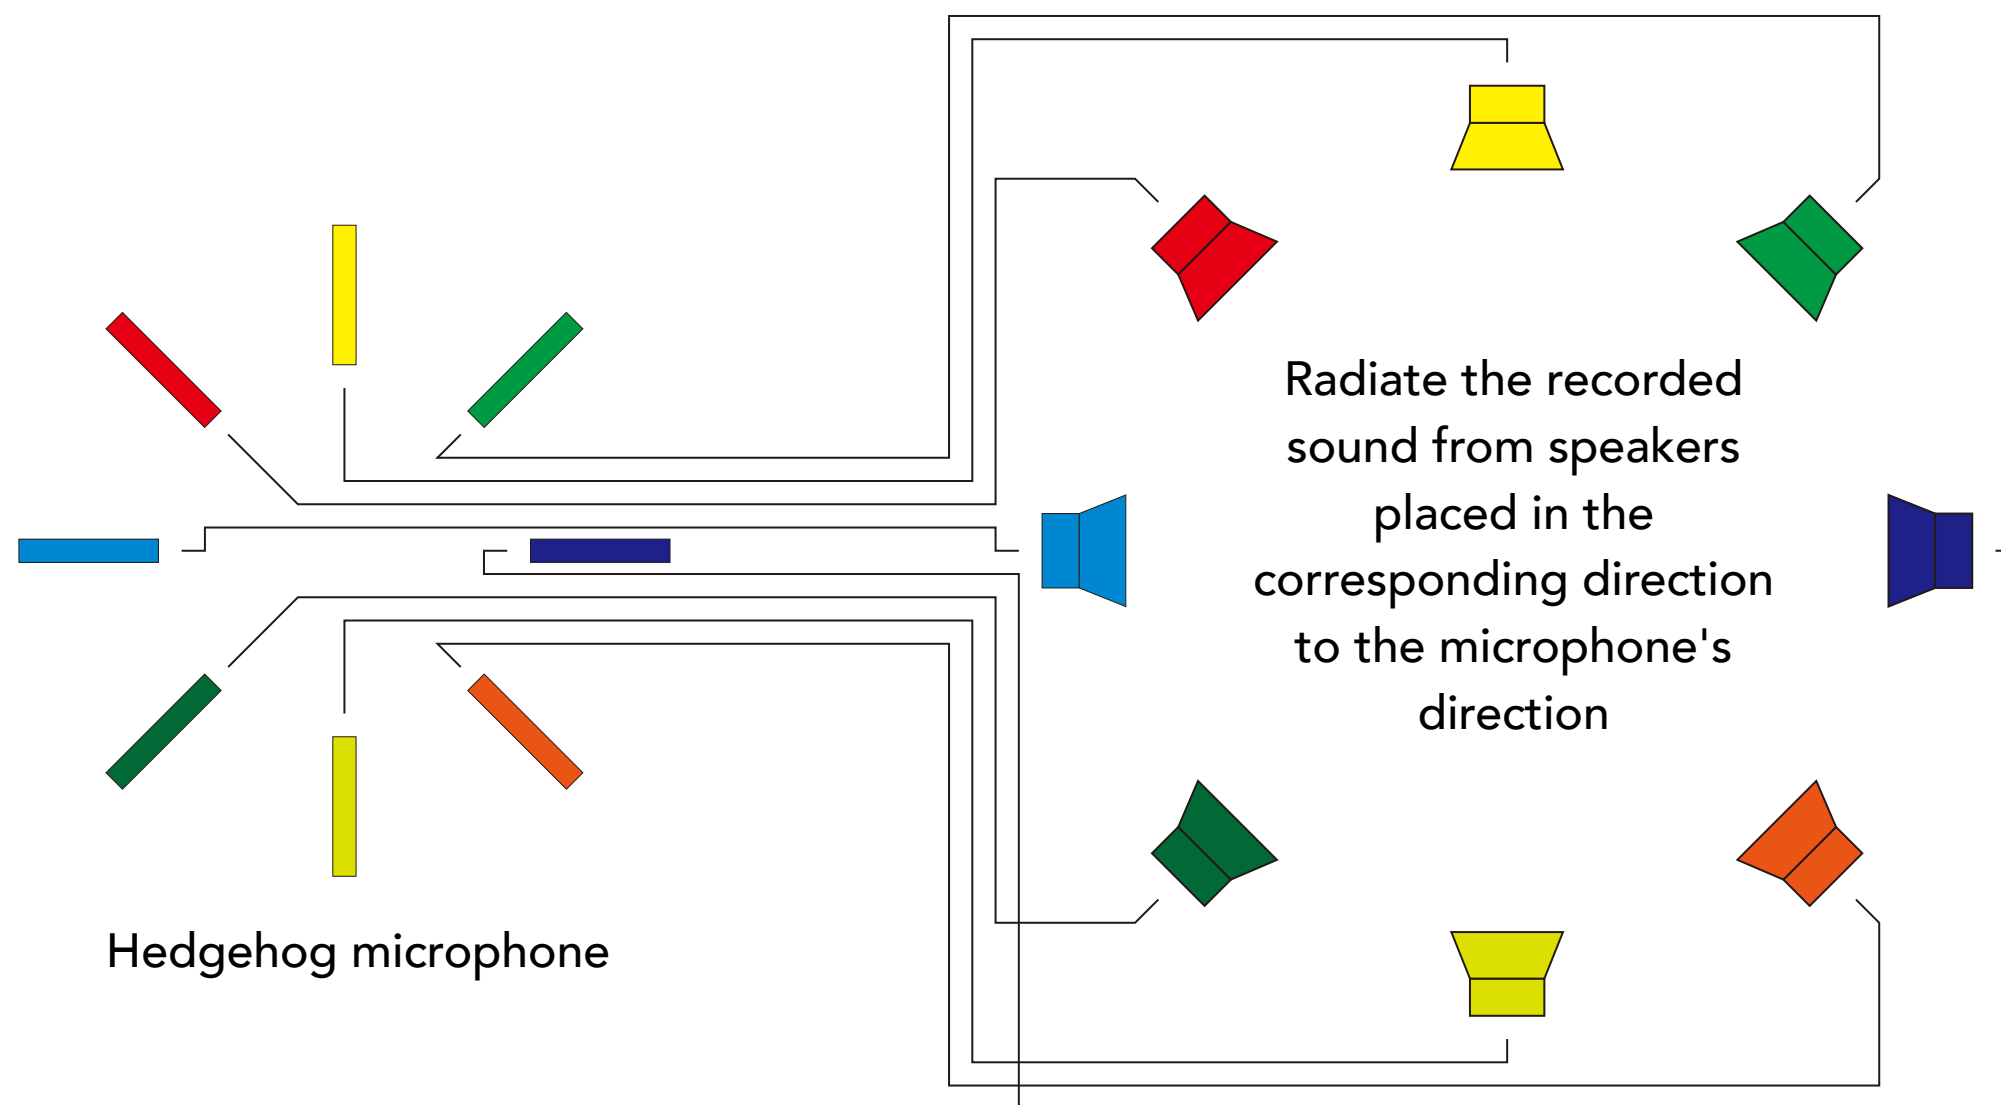 Radiate the recorded
sound from speakers
placed in the
corresponding direction
to the microphone's
direction
Hedgehog microphone